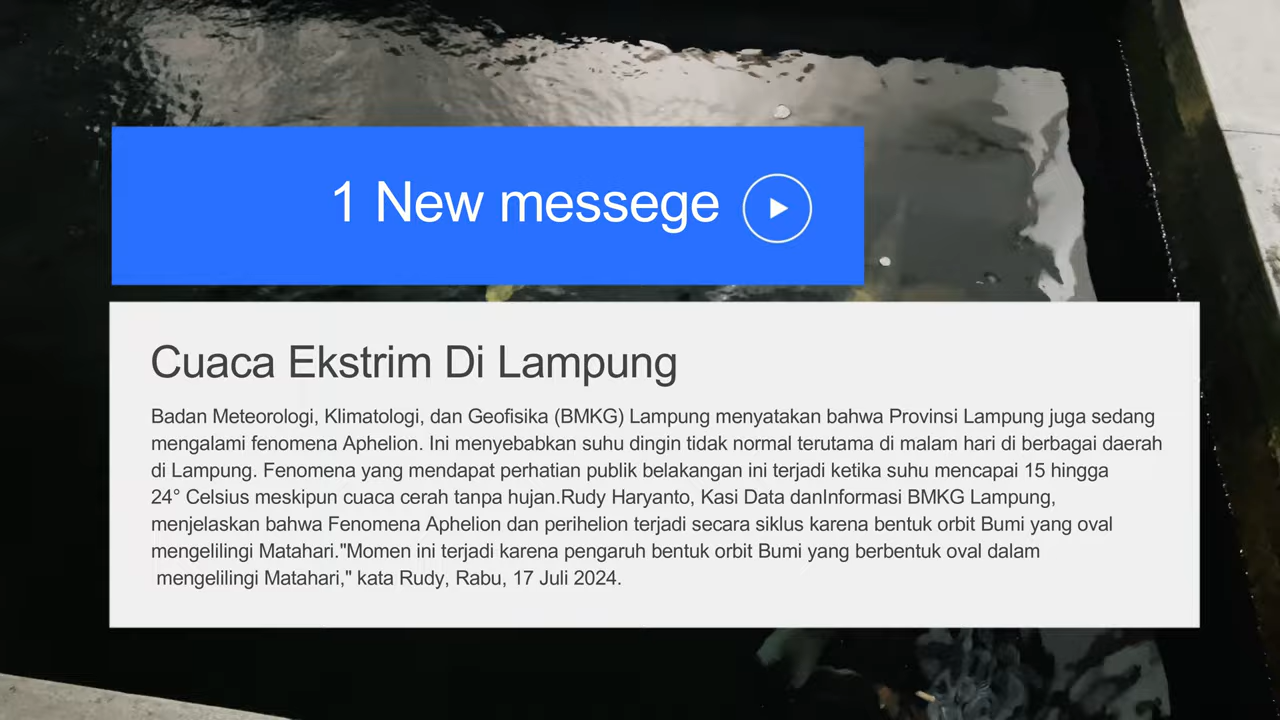 1 New messege
Cuaca Ekstrim Di Lampung
Badan Meteorologi, Klimatologi, dan Geofisika (BMKG) Lampung menyatakan bahwa Provinsi Lampung juga sedang
mengalami fenomena Aphelion. Ini menyebabkan suhu dingin tidak normal terutama di malam hari di berbagai daerah
di Lampung. Fenomena yang mendapat perhatian publik belakangan ini terjadi ketika suhu mencapai 15 hingga
24° Celsius meskipun cuaca cerah tanpa hujan.Rudy Haryanto, Kasi Data danInformasi BMKG Lampung,
menjelaskan bahwa Fenomena Aphelion dan perihelion terjadi secara siklus karena bentuk orbit Bumi yang oval
mengelilingi Matahari."Momen ini terjadi karena pengaruh bentuk orbit Bumi yang berbentuk oval dalam
mengelilingi Matahari," kata Rudy, Rabu, 17 Juli 2024.